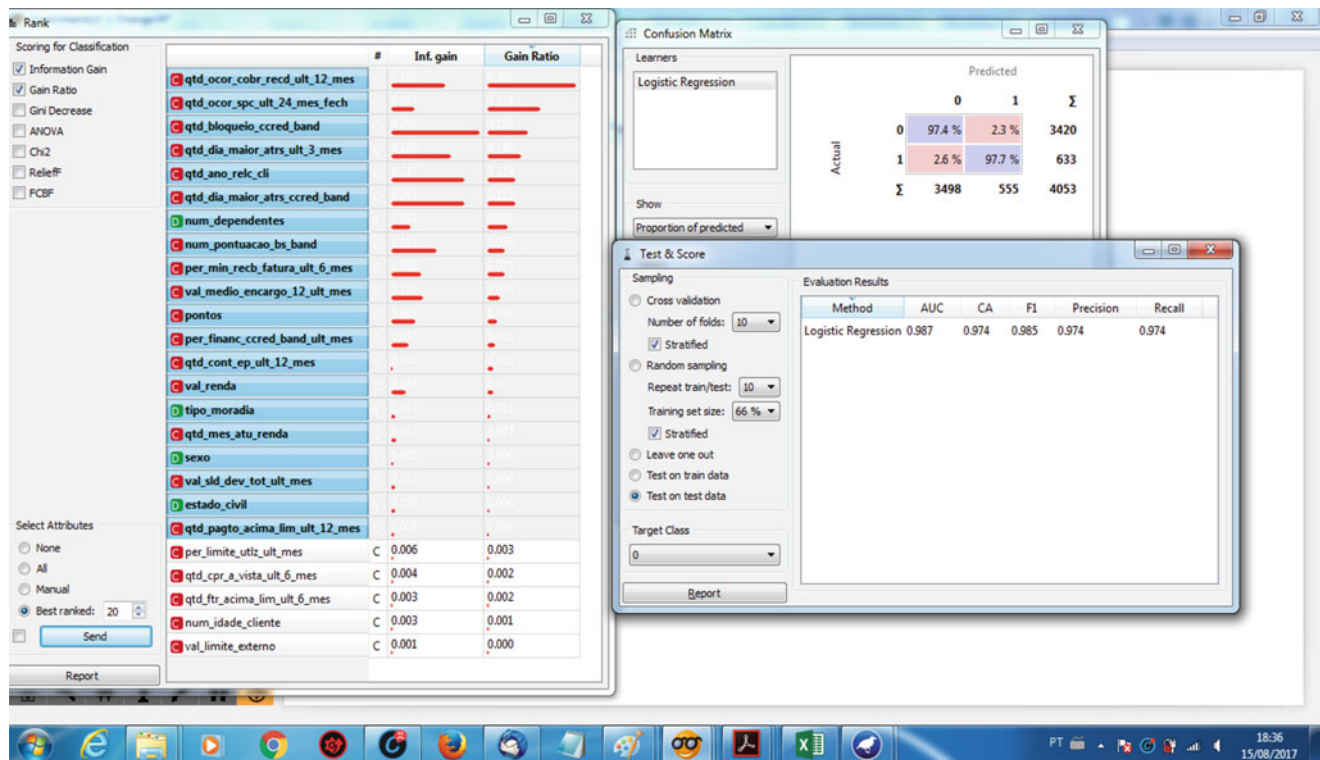 Rank
Scoring for Classification
Information Gain
Gain Ratio
Gini Decrease
ANOVA
Chi2
ReliefF
FCBF
Select Attributes
None
All
Manual
Best ranked: 20
Send
Report
# Inf. gain Gain Ratio
C qtd_ocor_cobr_recd_ult_12_mes
C qtd_ocor_spc_ult_24_mes_fech
C qtd_bloqueio_ccred_band
C qtd_dia_maior_atrs_ult_3_mes
C qtd_ano_relc_cli
C qtd_dia_maior_atrs_ccred_band
D num_dependentes
C num_pontuacao_bs_band
C per_min_recb_fatura_ult_6_mes
C val_medio_encargo_12_ult_mes
C pontos
C per_financ_ccred_band_ult_mes
C qtd_cont_ep_ult_12_mes
C val_renda
D tipo_moradia
C qtd_mes_atu_renda
D sexo
C val_sld_dev_tot_ult_mes
D estado_civil
C qtd_pagto_acima_lim_ult_12_mes
C per_limite_utlz_ult_mes C 0.006 0.003
C qtd_cpr_a_vista_ult_6_mes C 0.004 0.002
C qtd_ftr_acima_lim_ult_6_mes C 0.003 0.002
C num_idade_cliente C 0.003 0.001
C val_limite_externo C 0.001 0.000
Confusion Matrix
Learners
Logistic Regression
Show
Proportion of predicted
Predicted
0 1 Σ
Actual
0 97.4 % 2.3 % 3420
1 2.6 % 97.7 % 633
Σ 3498 555 4053
Test & Score
Sampling
Cross validation
Number of folds: 10
Stratified
Random sampling
Repeat train/test: 10
Training set size: 66 %
Stratified
Leave one out
Test on train data
Test on test data
Target Class
0
Report
Evaluation Results
Method AUC CA F1 Precision Recall
Logistic Regression 0.987 0.974 0.985 0.974 0.974
PT
18:36
15/08/2017